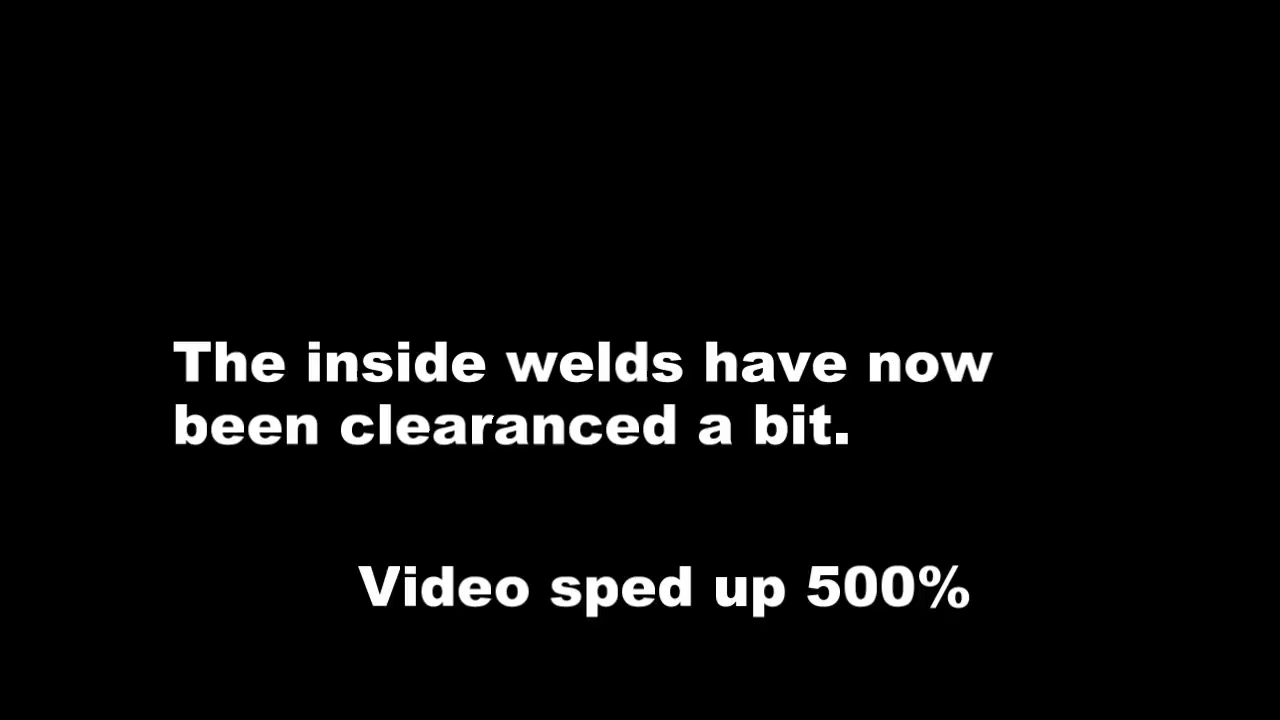 The inside welds have now
been clearanced a bit.
Video sped up 500%